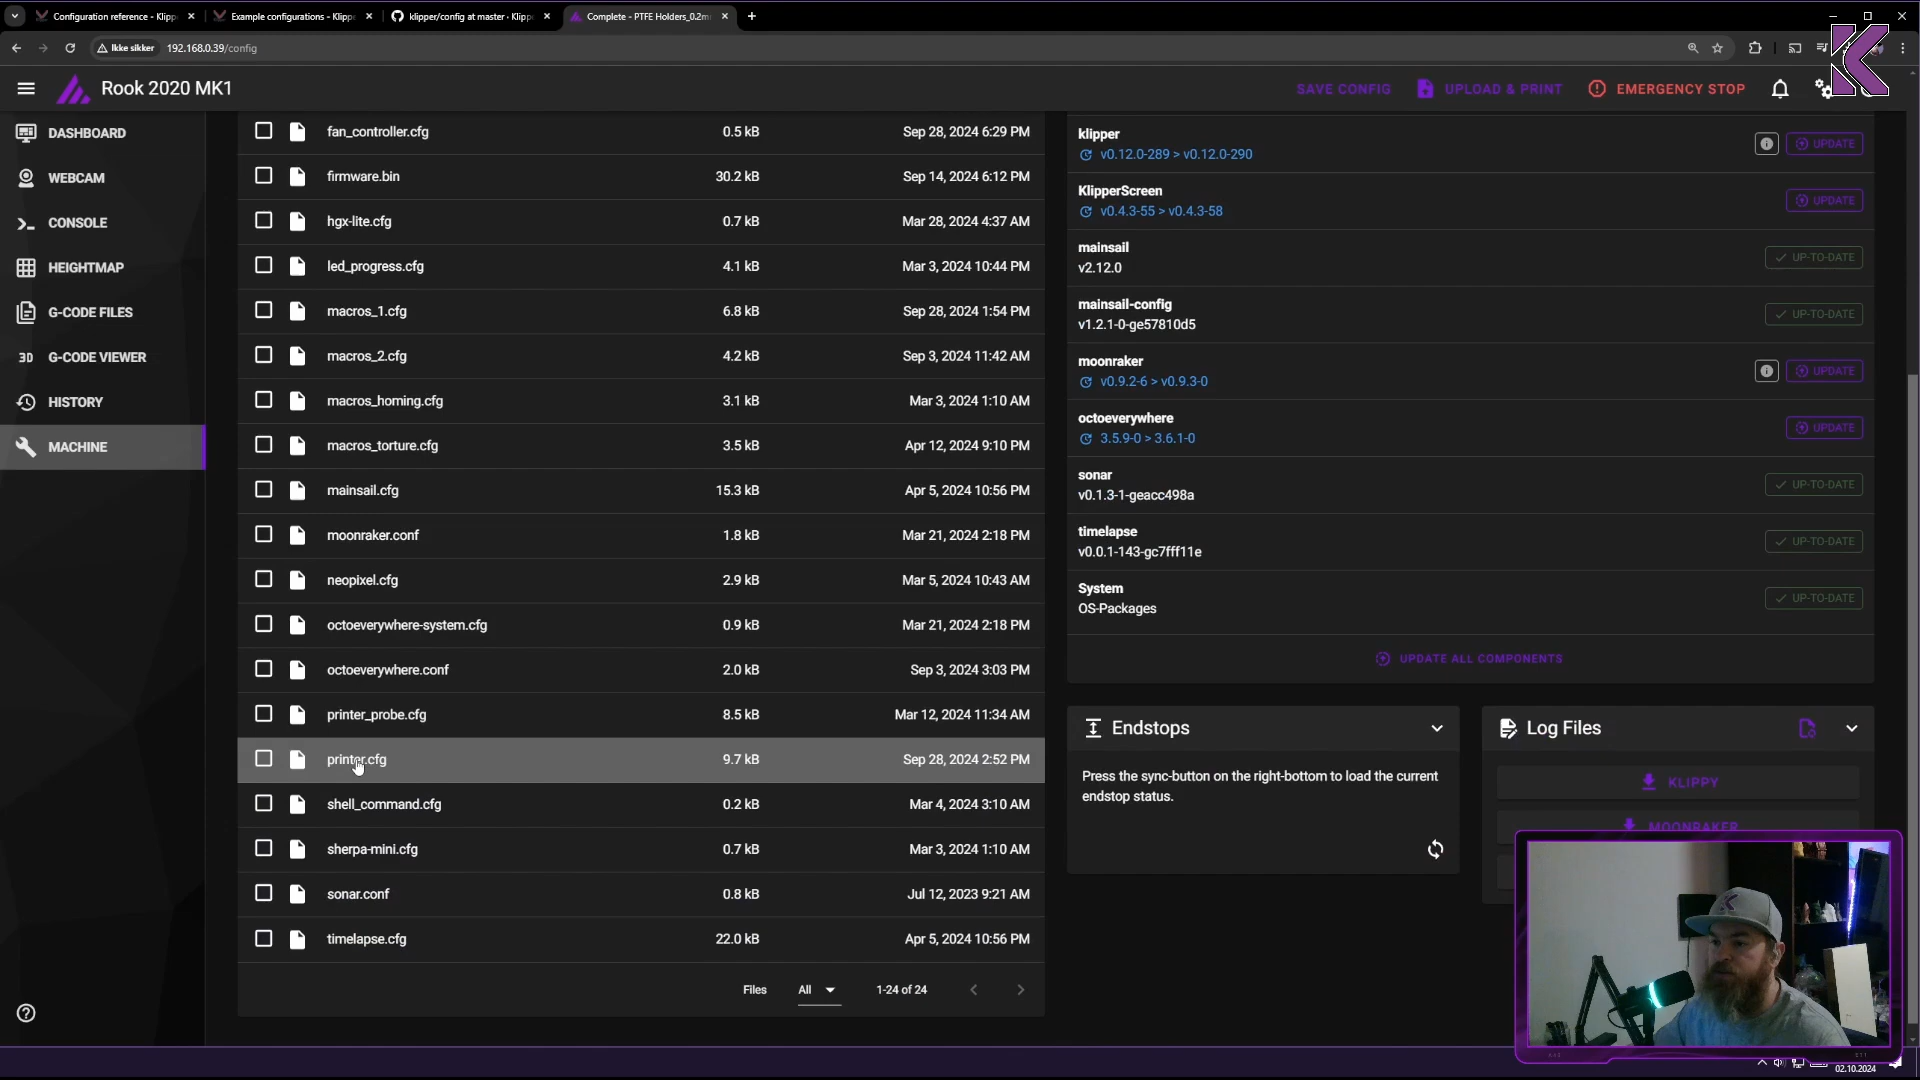 Configuration reference - Klipp
Example configurations - Klipp
klipper/config at master · Klipp
Complete - PTFE Holders_0.2m
Ikke sikker
192.168.0.39/config
Rook 2020 MK1
SAVE CONFIG
UPLOAD & PRINT
EMERGENCY STOP
DASHBOARD
WEBCAM
CONSOLE
HEIGHTMAP
G-CODE FILES
3D G-CODE VIEWER
HISTORY
MACHINE
fan_controller.cfg 0.5 kB Sep 28, 2024 6:29 PM
firmware.bin 30.2 kB Sep 14, 2024 6:12 PM
hgx-lite.cfg 0.7 kB Mar 28, 2024 4:37 AM
led_progress.cfg 4.1 kB Mar 3, 2024 10:44 PM
macros_1.cfg 6.8 kB Sep 28, 2024 1:54 PM
macros_2.cfg 4.2 kB Sep 3, 2024 11:42 AM
macros_homing.cfg 3.1 kB Mar 3, 2024 1:10 AM
macros_torture.cfg 3.5 kB Apr 12, 2024 9:10 PM
mainsail.cfg 15.3 kB Apr 5, 2024 10:56 PM
moonraker.conf 1.8 kB Mar 21, 2024 2:18 PM
neopixel.cfg 2.9 kB Mar 5, 2024 10:43 AM
octoeverywhere-system.cfg 0.9 kB Mar 21, 2024 2:18 PM
octoeverywhere.conf 2.0 kB Sep 3, 2024 3:03 PM
printer_probe.cfg 8.5 kB Mar 12, 2024 11:34 AM
printer.cfg 9.7 kB Sep 28, 2024 2:52 PM
shell_command.cfg 0.2 kB Mar 4, 2024 3:10 AM
sherpa-mini.cfg 0.7 kB Mar 3, 2024 1:10 AM
sonar.conf 0.8 kB Jul 12, 2023 9:21 AM
timelapse.cfg 22.0 kB Apr 5, 2024 10:56 PM
Files All 1-24 of 24
klipper
v0.12.0-289 > v0.12.0-290
UPDATE
KlipperScreen
v0.4.3-55 > v0.4.3-58
UPDATE
mainsail
v2.12.0
UP-TO-DATE
mainsail-config
v1.2.1-0-ge57810d5
UP-TO-DATE
moonraker
v0.9.2-6 > v0.9.3-0
UPDATE
octoeverywhere
3.5.9-0 > 3.6.1-0
UPDATE
sonar
v0.1.3-1-geacc498a
UP-TO-DATE
timelapse
v0.0.1-143-gc7fff11e
UP-TO-DATE
System
OS-Packages
UP-TO-DATE
UPDATE ALL COMPONENTS
Endstops
Press the sync-button on the right-bottom to load the current
endstop status.
Log Files
KLIPPY
MOONRAKER
K
02.10.2024